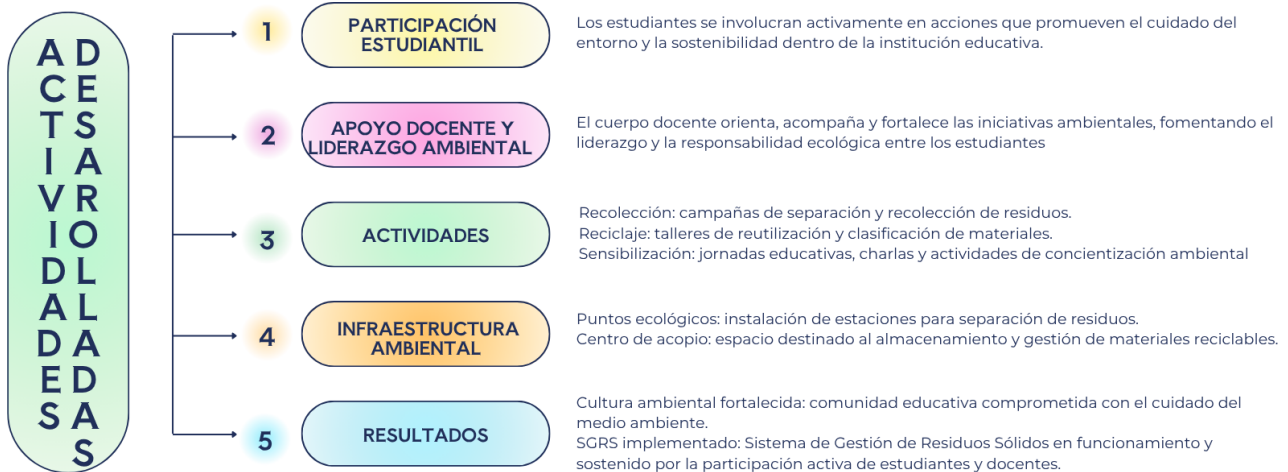 ACTIVIDADES
DESAROLLADAS
1
PARTICIPACIÓN
ESTUDIANTIL
Los estudiantes se involucran activamente en acciones que promueven el cuidado del
entorno y la sostenibilidad dentro de la institución educativa.
2
APOYO DOCENTE Y
LIDERAZGO AMBIENTAL
El cuerpo docente orienta, acompaña y fortalece las iniciativas ambientales, fomentando el
liderazgo y la responsabilidad ecológica entre los estudiantes
3
ACTIVIDADES
Recolección: campañas de separación y recolección de residuos.
Reciclaje: talleres de reutilización y clasificación de materiales.
Sensibilización: jornadas educativas, charlas y actividades de concientización ambiental
4
INFRAESTRUCTURA
AMBIENTAL
Puntos ecológicos: instalación de estaciones para separación de residuos.
Centro de acopio: espacio destinado al almacenamiento y gestión de materiales reciclables.
5
RESULTADOS
Cultura ambiental fortalecida: comunidad educativa comprometida con el cuidado del
medio ambiente.
SGRS implementado: Sistema de Gestión de Residuos Sólidos en funcionamiento y
sostenido por la participación activa de estudiantes y docentes.